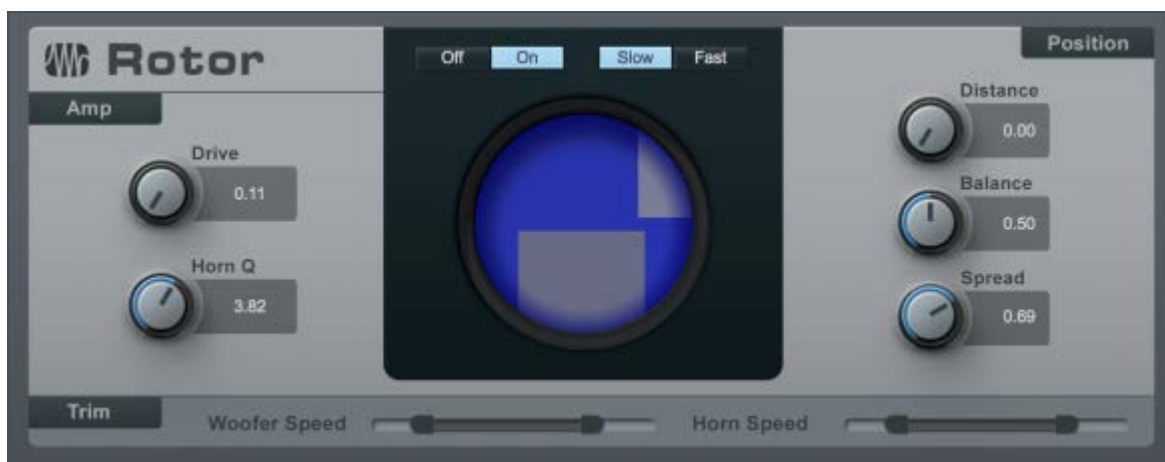 Rotor
Off On Slow Fast
Position
Amp
Drive
0.11
Horn Q
3.82
Distance
0.00
Balance
0.50
Spread
0.69
Trim
Woofer Speed
Horn Speed